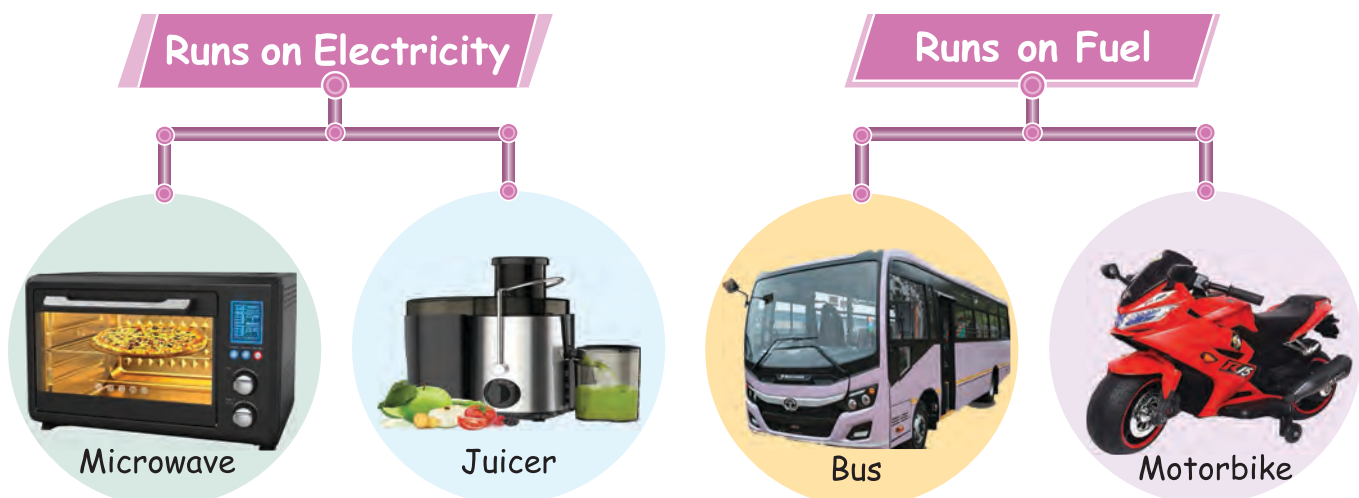 Runs on Electricity
Runs on Fuel
Microwave
Juicer
Bus
Motorbike